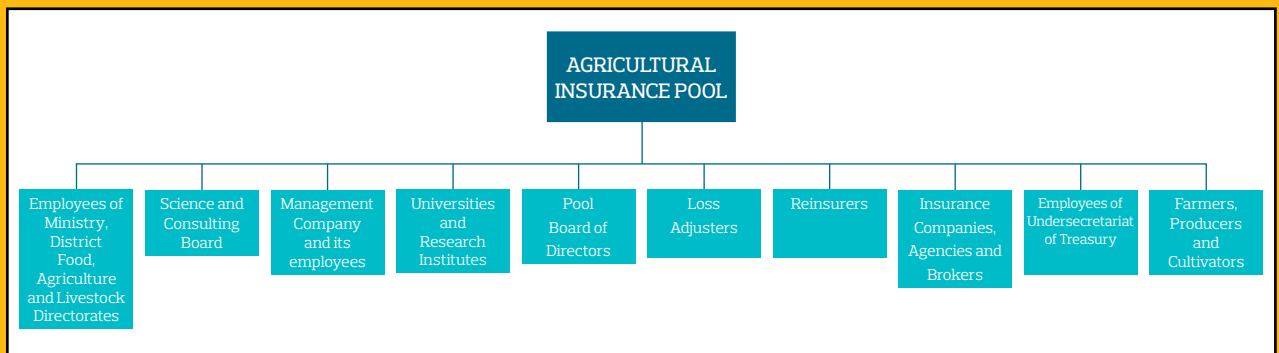 AGRICULTURAL
INSURANCE POOL
Employees of
Ministry,
District
Food,
Agriculture
and Livestock
Directorates
Science and
Consulting
Board
Management
Company
and its
employees
Universities
and
Research
Institutes
Pool
Board of
Directors
Loss
Adjusters
Reinsurers
Insurance
Companies,
Agencies and
Brokers
Employees of
Undersecretariat
of Treasury
Farmers,
Producers
and
Cultivators